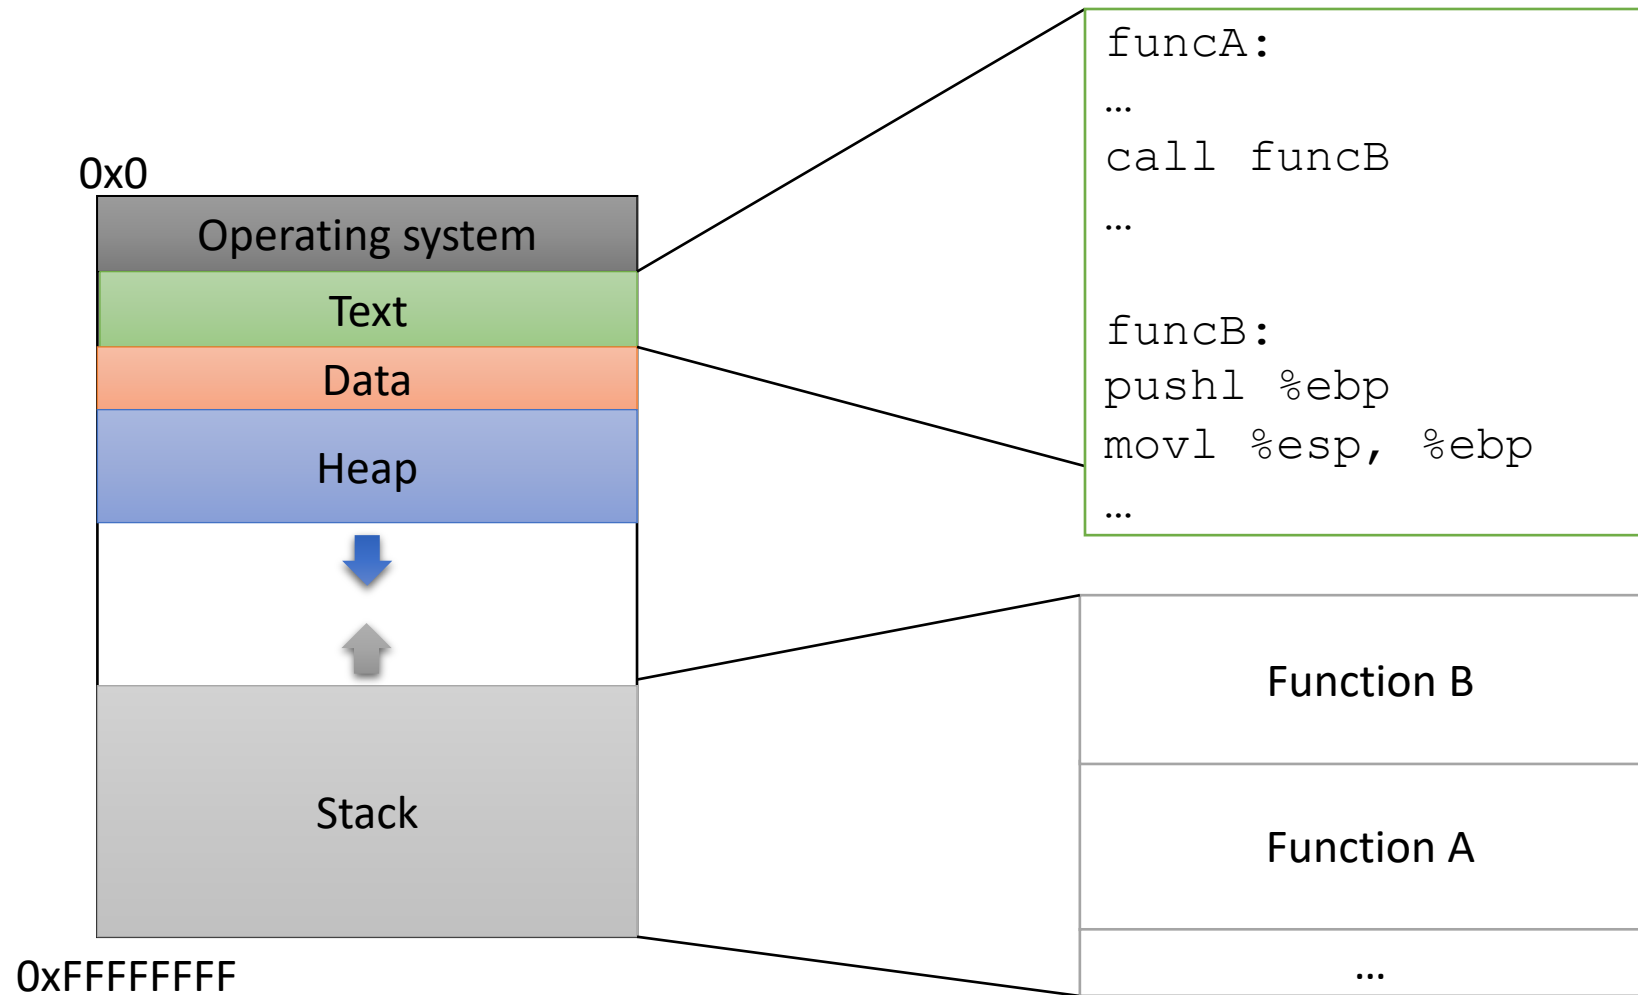 0x0
Operating system
Text
Data
Heap
Stack
0xFFFFFFFF
funcA:
…
call funcB
…
funcB:
pushl %ebp
movl %esp, %ebp
…
Function B
Function A
…